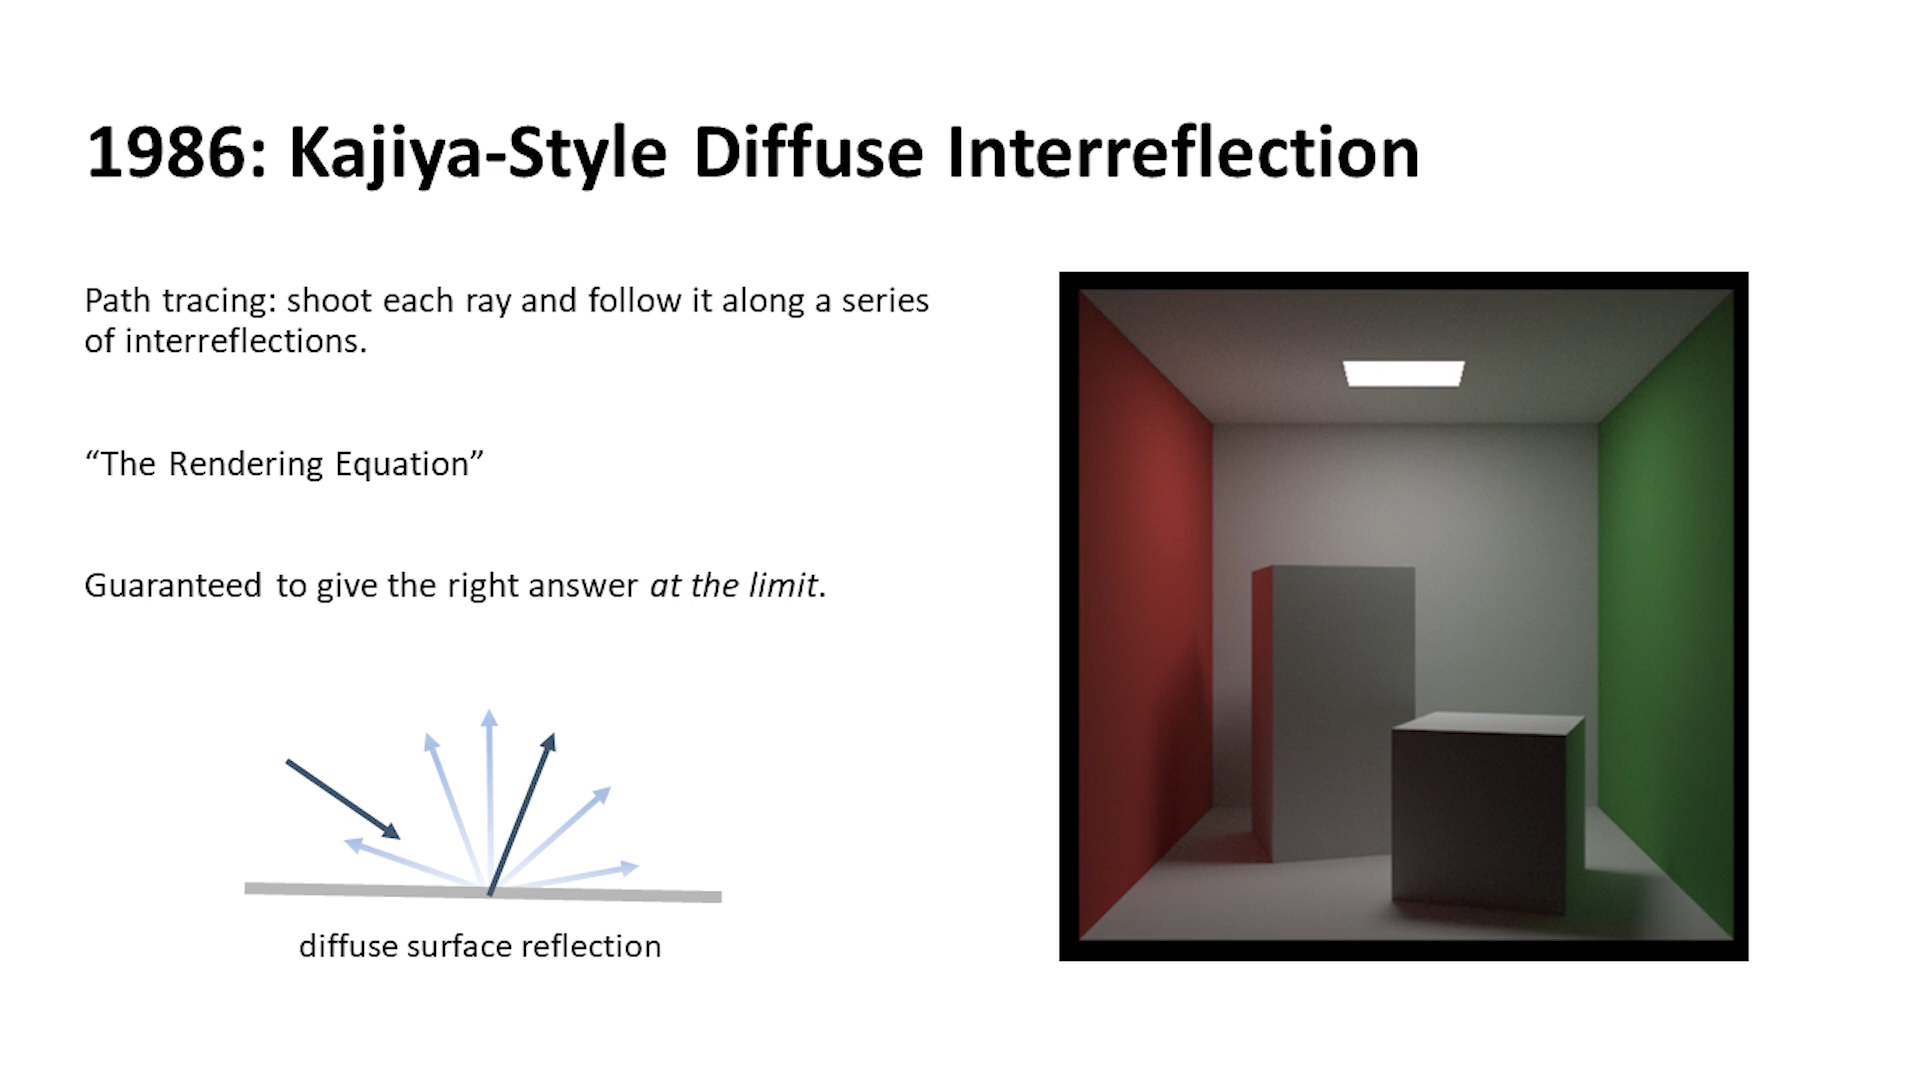 1986: Kajiya-Style Diffuse Interreflection
Path tracing: shoot each ray and follow it along a series
of interreflections.
“The Rendering Equation”
Guaranteed to give the right answer at the limit.
diffuse surface reflection